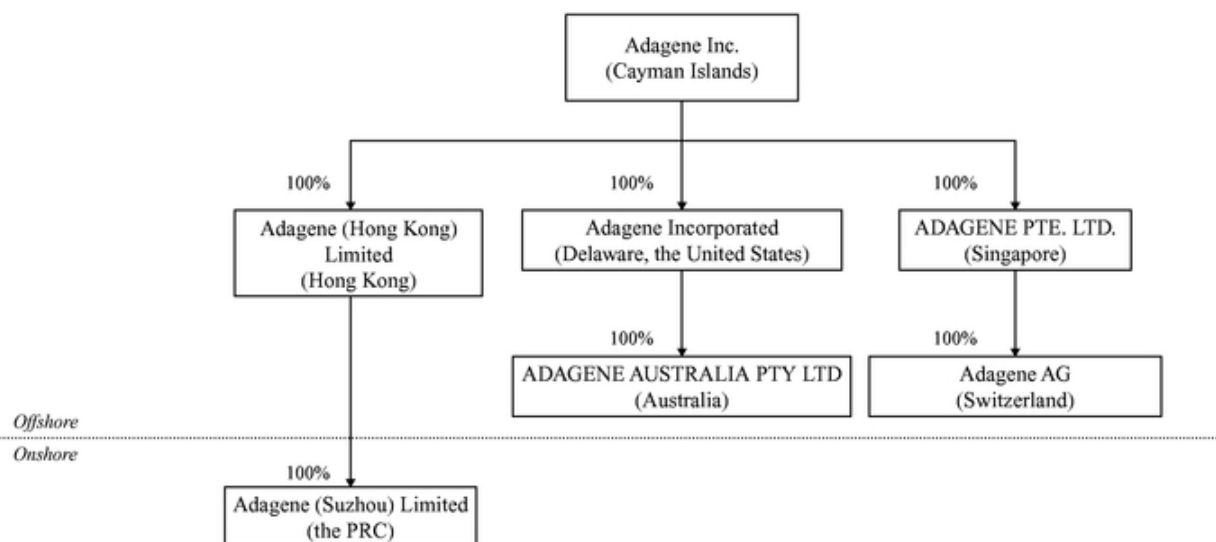 Adagene Inc.
(Cayman Islands)
100%
100%
100%
Adagene (Hong Kong)
Limited
(Hong Kong)
Adagene Incorporated
(Delaware, the United States)
ADAGENE PTE. LTD.
(Singapore)
100%
100%
ADAGENE AUSTRALIA PTY LTD
(Australia)
Adagene AG
(Switzerland)
Offshore
Onshore
100%
Adagene (Suzhou) Limited
(the PRC)